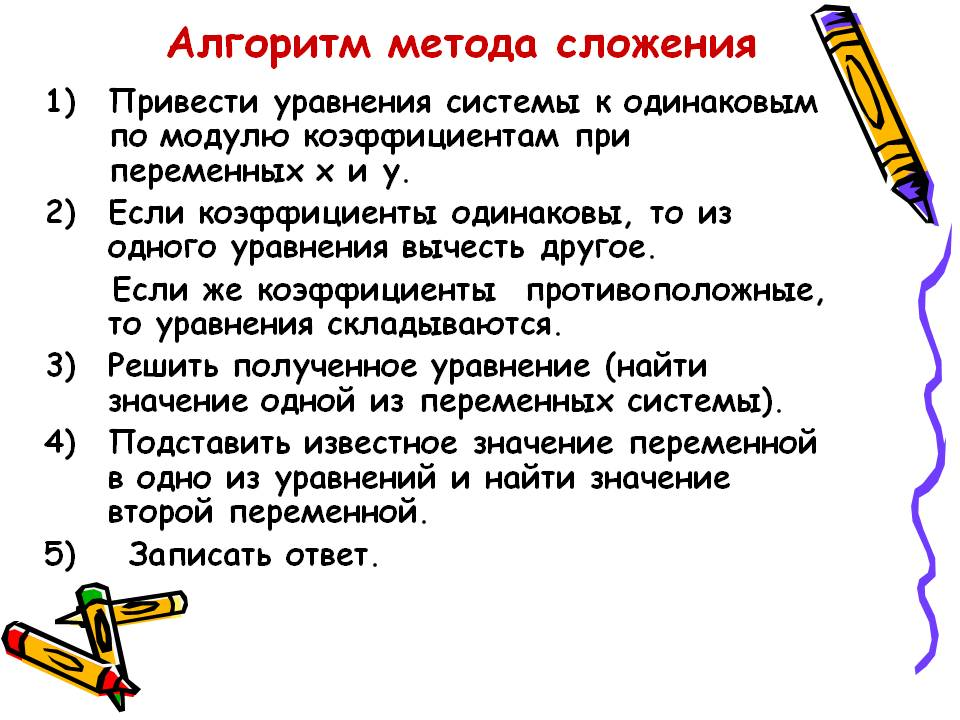 Алгоритм метода сложения
1) Привести уравнения системы к одинаковым
по модулю коэффициентам при
переменных х и у.
2) Если коэффициенты одинаковы, то из
одного уравнения вычесть другое.
Если же коэффициенты противоположные,
то уравнения складываются.
3) Решить полученное уравнение (найти
значение одной из переменных системы).
4) Подставить известное значение переменной
в одно из уравнений и найти значение
второй переменной.
5) Записать ответ.